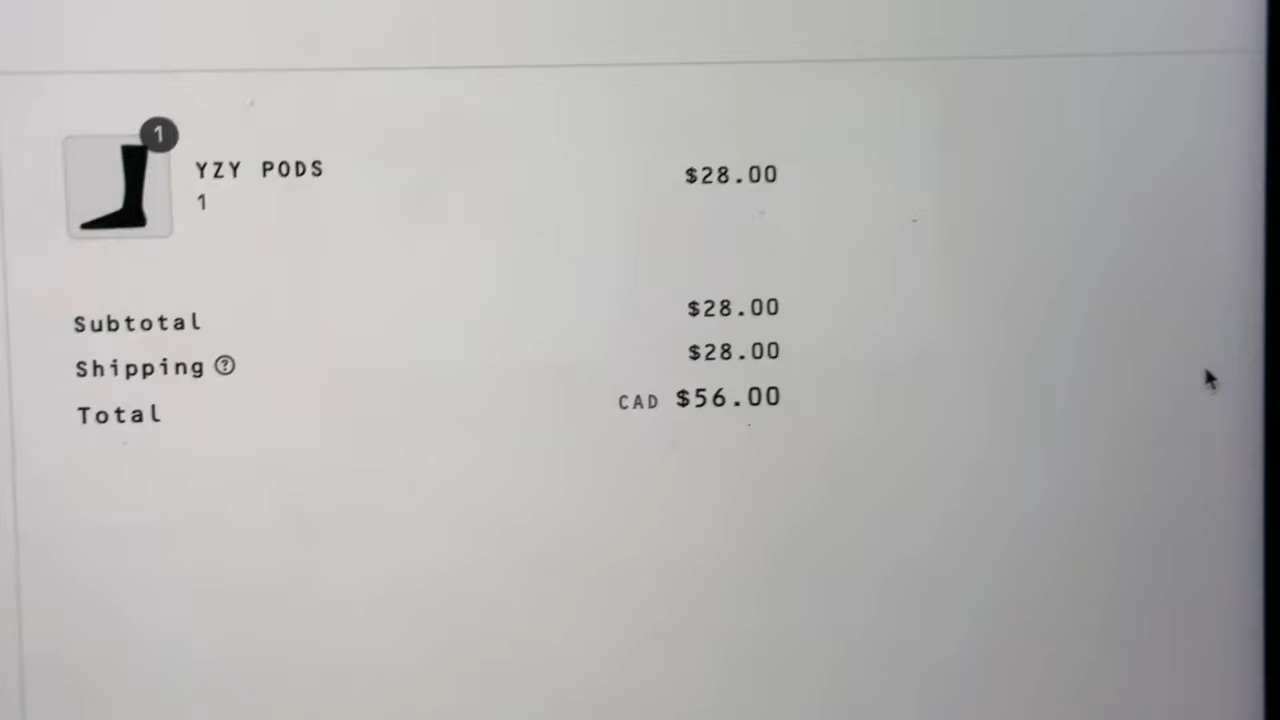 1
YZY PODS
$28.00
1
Subtotal $28.00
Shipping ? $28.00
Total CAD $56.00